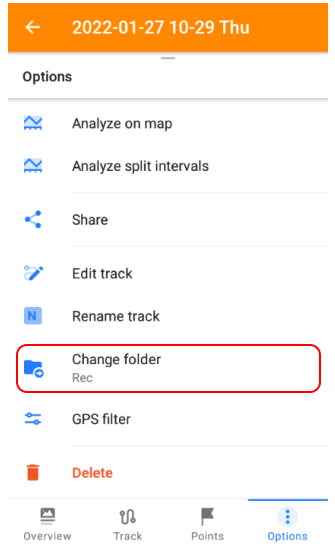 2022-01-27 10-29 Thu
Options
Analyze on map
Analyze split intervals
Share
Edit track
N Rename track
Change folder
Rec
GPS filter
Delete
Overview Track Points Options